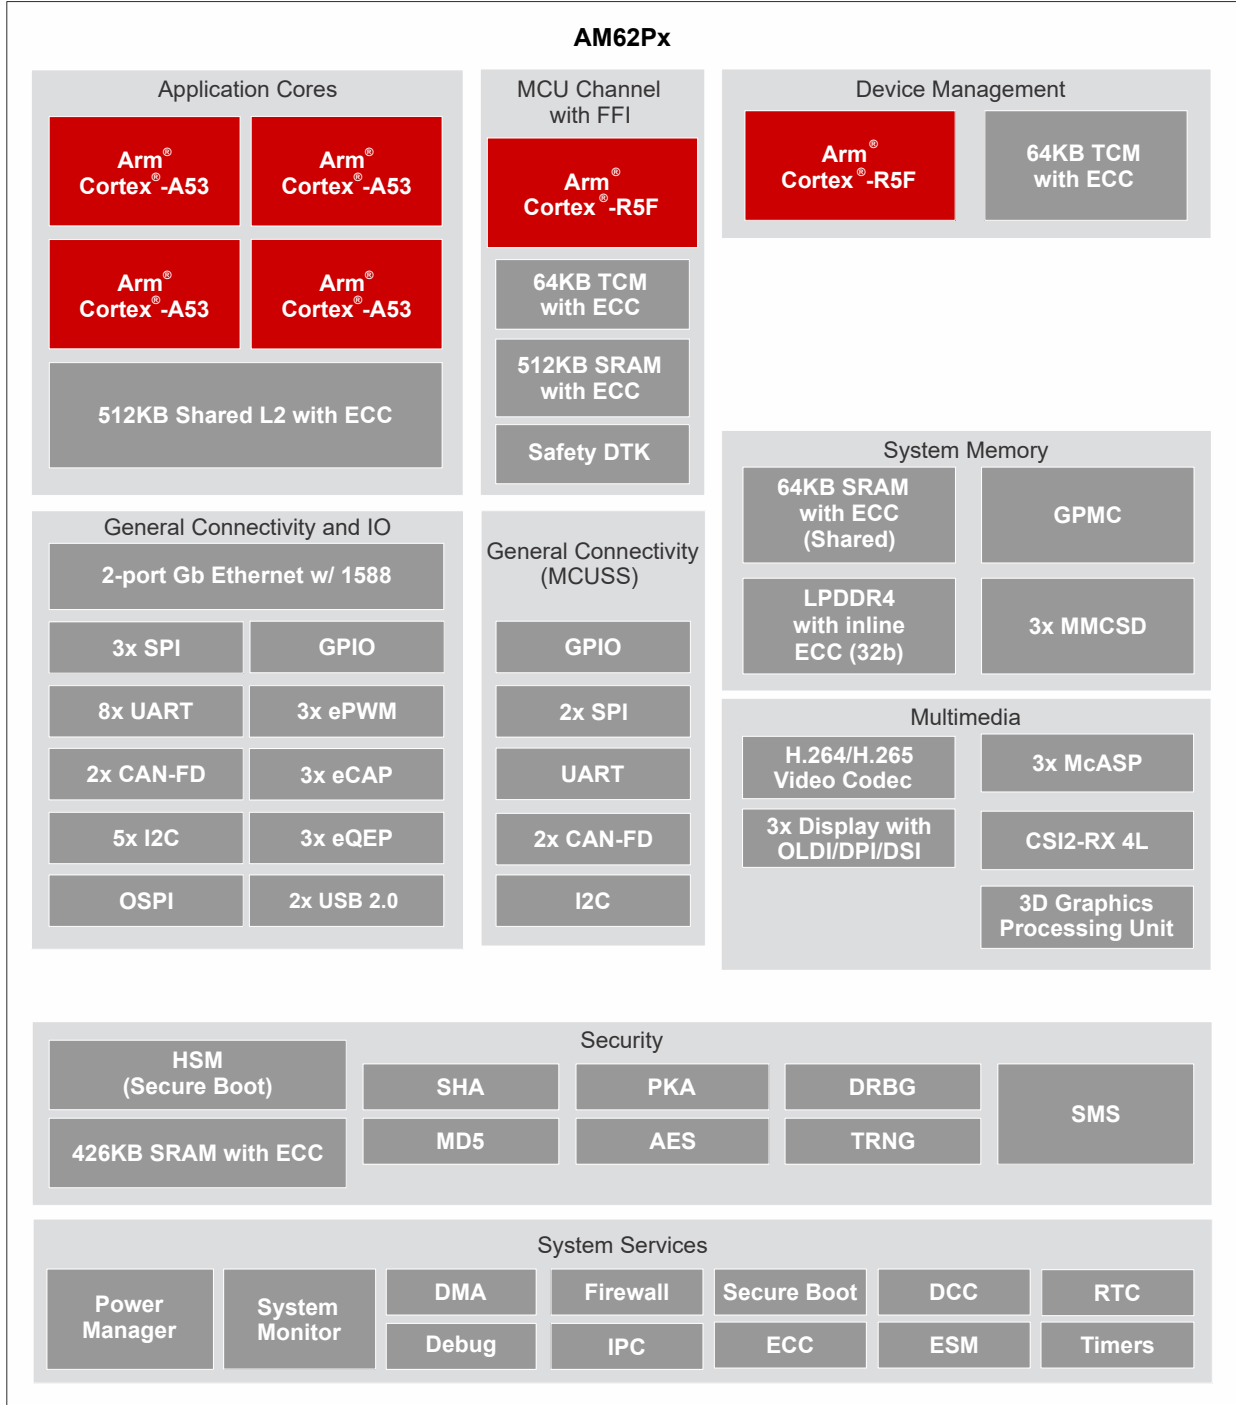 AM62Px
Application Cores
Arm®
Cortex®-A53
Arm®
Cortex®-A53
Arm®
Cortex®-A53
Arm®
Cortex®-A53
512KB Shared L2 with ECC
MCU Channel
with FFI
Arm®
Cortex®-R5F
64KB TCM
with ECC
512KB SRAM
with ECC
Safety DTK
Device Management
Arm®
Cortex®-R5F
64KB TCM
with ECC
System Memory
64KB SRAM
with ECC
(Shared)
GPMC
LPDDR4
with inline
ECC (32b)
3x MMCSD
General Connectivity and IO
2-port Gb Ethernet w/ 1588
3x SPI
GPIO
8x UART
3x ePWM
2x CAN-FD
3x eCAP
5x I2C
3x eQEP
OSPI
2x USB 2.0
General Connectivity
(MCUSS)
GPIO
2x SPI
UART
2x CAN-FD
I2C
Multimedia
H.264/H.265
Video Codec
3x McASP
3x Display with
OLDI/DPI/DSI
CSI2-RX 4L
3D Graphics
Processing Unit
Security
HSM
(Secure Boot)
426KB SRAM with ECC
SHA
PKA
DRBG
MD5
AES
TRNG
SMS
System Services
Power
Manager
System
Monitor
DMA
Firewall
Secure Boot
DCC
RTC
Debug
IPC
ECC
ESM
Timers